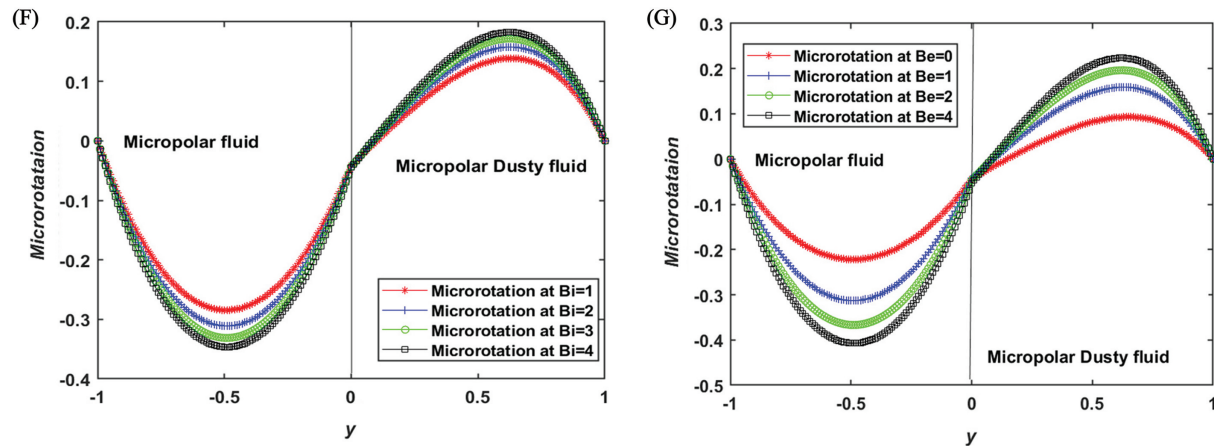 (F)
0.2
0.1
0
-0.1
-0.2
-0.3
-0.4
Microrotataion
Micropolar fluid
Micropolar Dusty fluid
Microrotation at Bi=1
Microrotation at Bi=2
Microrotation at Bi=3
Microrotation at Bi=4
-1
-0.5
0
0.5
1
y
(G)
0.3
0.2
0.1
0
-0.1
-0.2
-0.3
-0.4
-0.5
Microrotataion
Microrotation at Be=0
Microrotation at Be=1
Microrotation at Be=2
Microrotation at Be=4
Micropolar fluid
Micropolar Dusty fluid
-1
-0.5
0
0.5
1
y